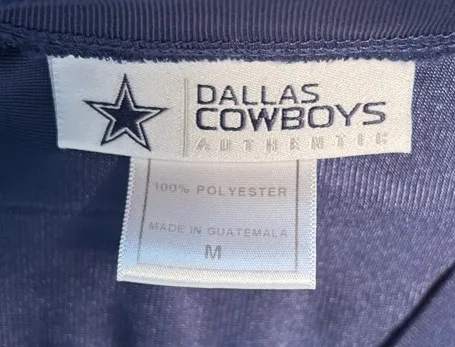 DALLAS
COWBOYS
AUTHENTIC
100% POLYESTER
MADE IN GUATEMALA
M